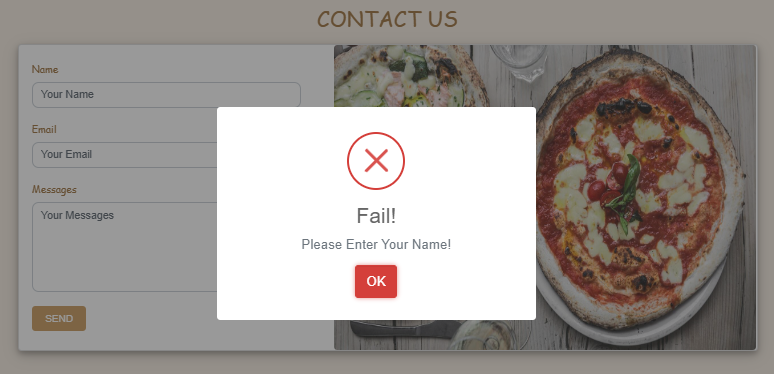 CONTACT US
Name
Your Name
Email
Your Email
Messages
Your Messages
SEND
Fail!
Please Enter Your Name!
OK